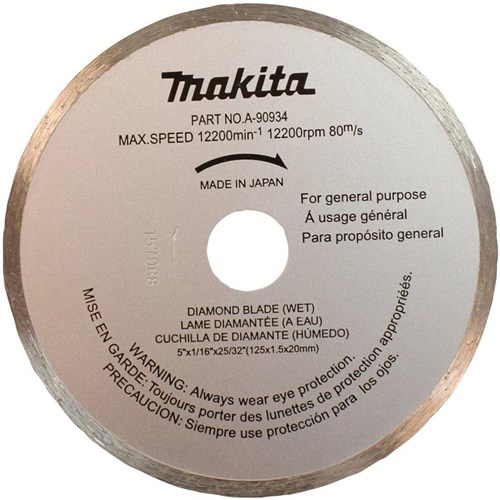 makita
PART NO.A-90934
MAX.SPEED 12200min-1 12200rpm 80m/s
MADE IN JAPAN
For general purpose
Á usage général
Para propósito general
DIAMOND BLADE (WET)
LAME DIAMANTÉE (A EAU)
CUCHILLA DE DIAMANTE (HÚMEDO)
5"x1/16"x25/32"(125x1.5x20mm)
WARNING: Always wear eye protection.
MISE EN GARDE: Toujours porter des lunettes de protection appropriéés.
PRECAUCIÓN: Siempre use protección para los ojos.